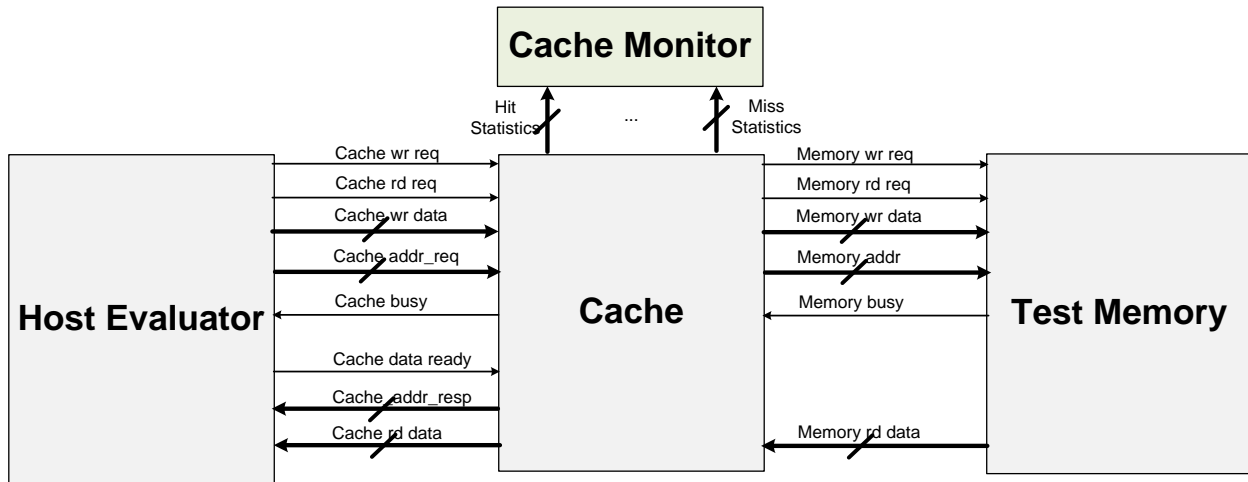 Cache Monitor
Hit
Statistics
...
Miss
Statistics
Cache wr req
Cache rd req
Cache wr data
Cache addr_req
Cache busy
Cache data ready
Cache_addr_resp
Cache rd data
Host Evaluator
Cache
Memory wr req
Memory rd req
Memory wr data
Memory addr
Memory busy
Memory rd data
Test Memory